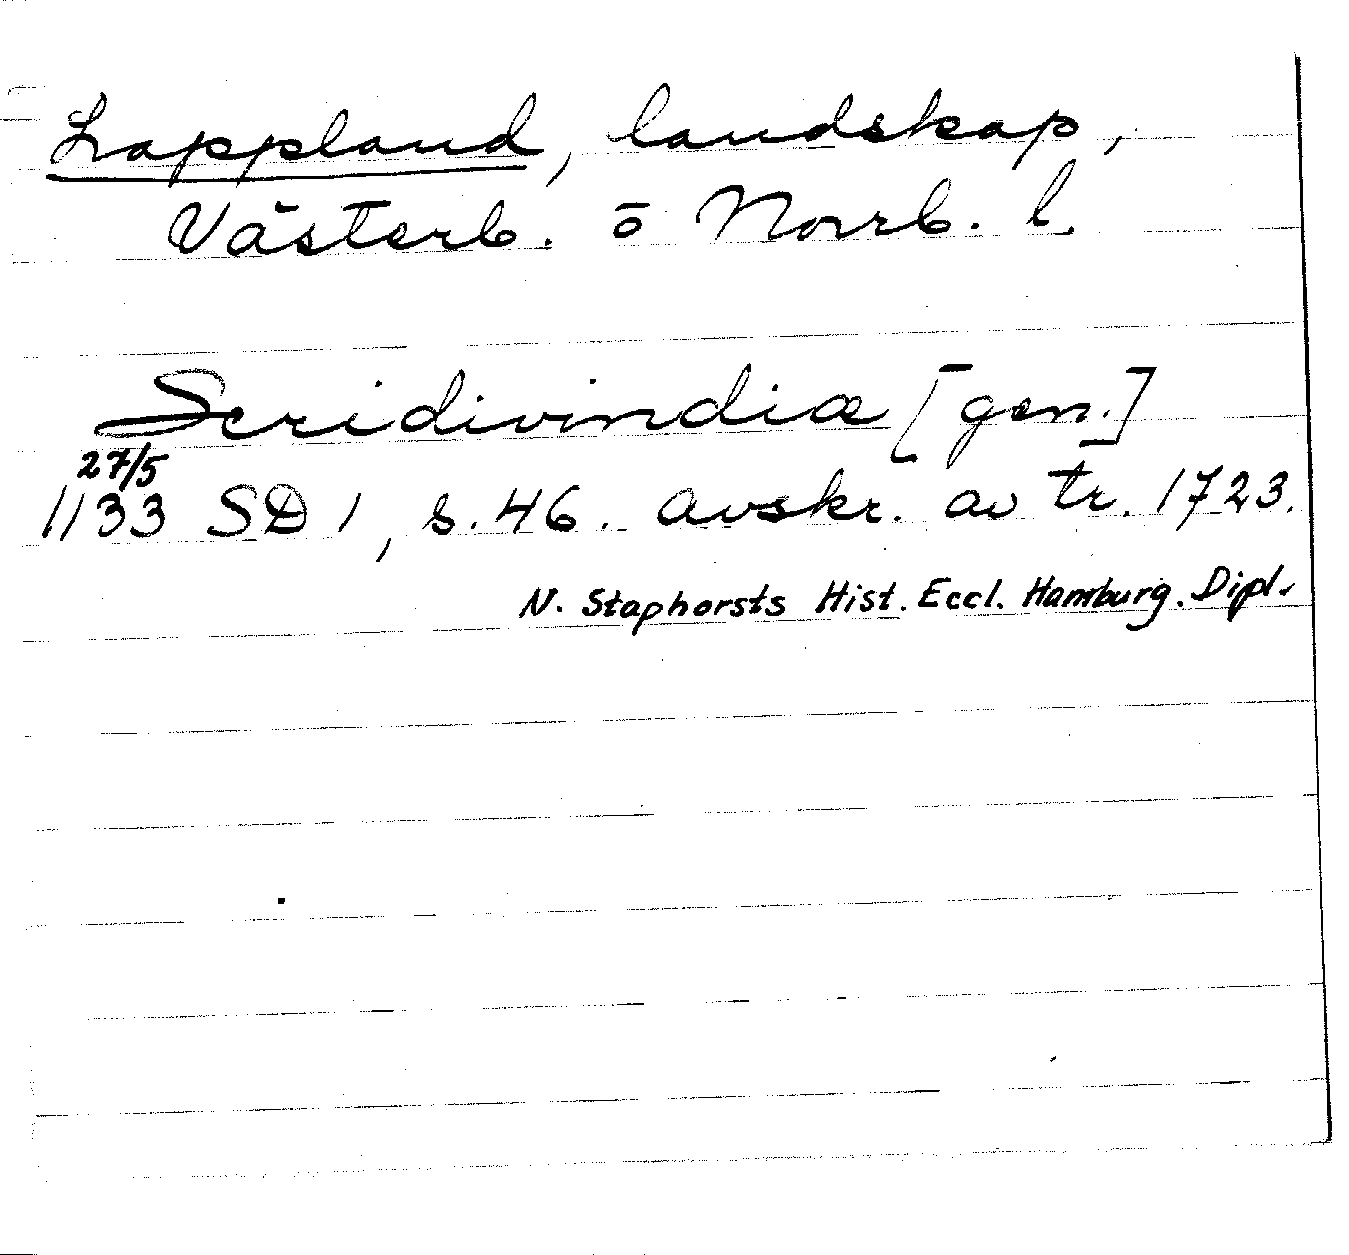 Lappland, landskap,
Västerb. ō Norrb. l.
Scridivindiæ [gen.]
27/5
1133 SD 1, s. 46. avskr. av tr. 1723.
N. Staphorsts Hist. Eccl. Hamburg. Dipl.